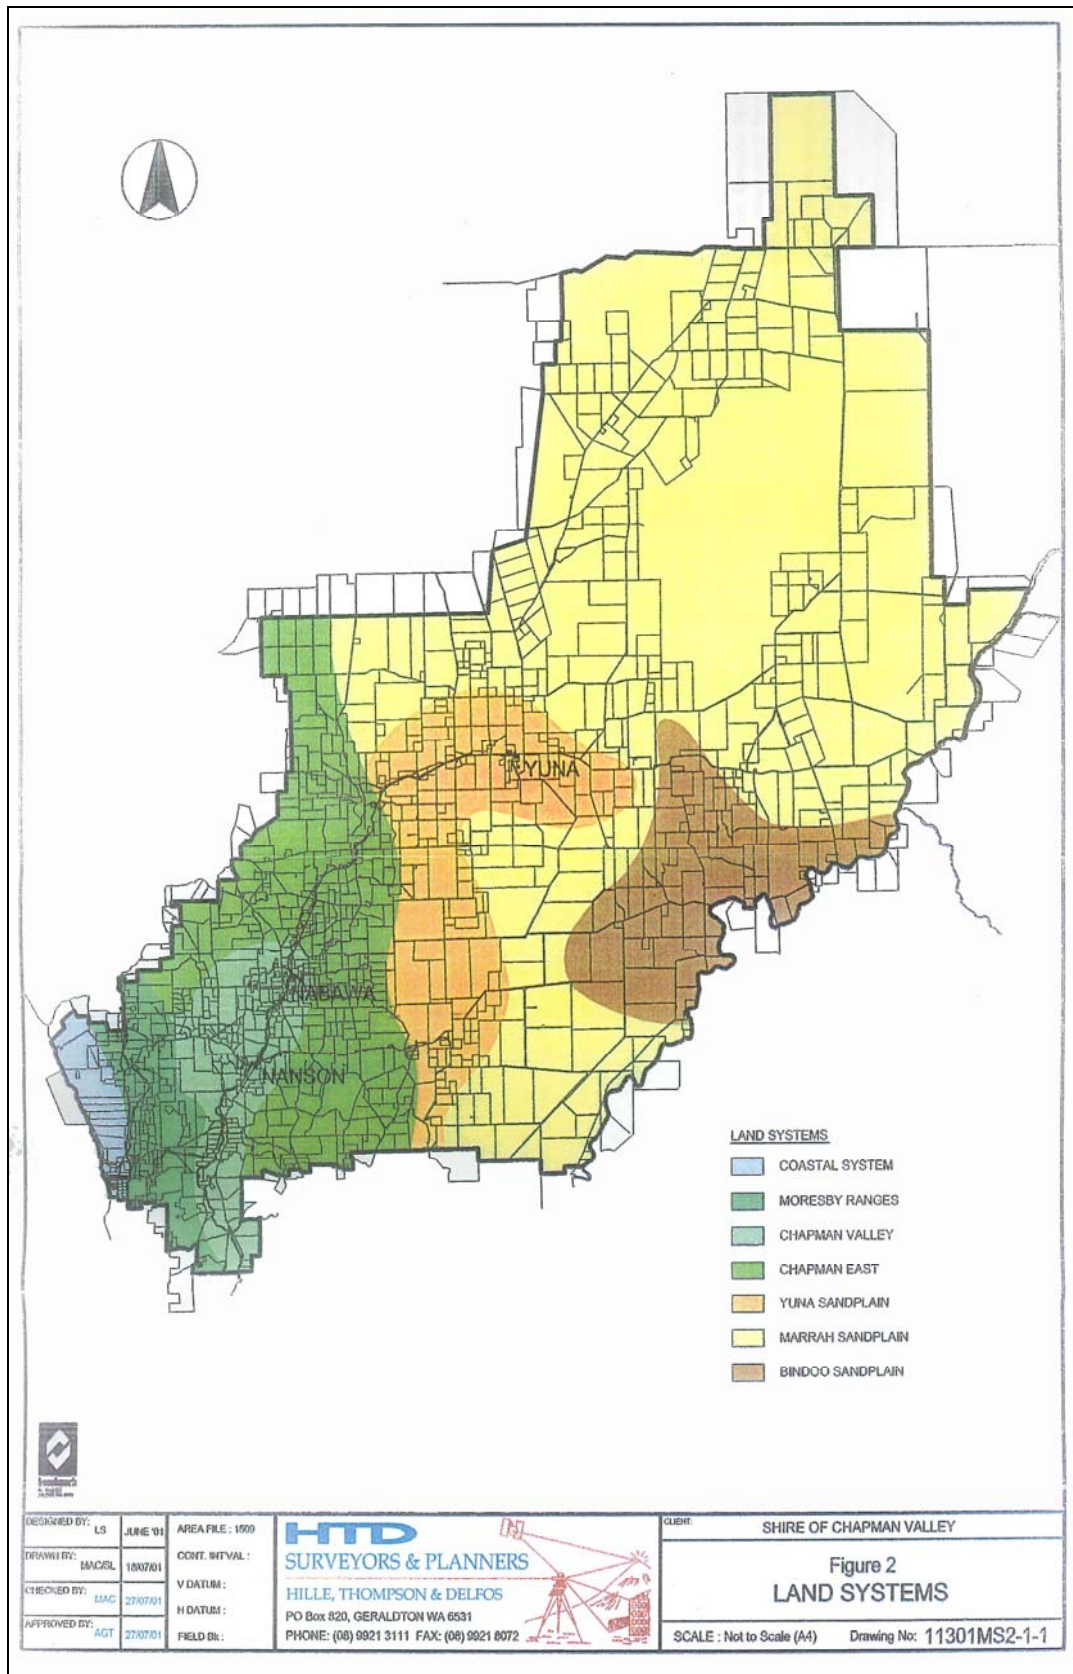 YUNA
NABAWA
NANSON
LAND SYSTEMS
COASTAL SYSTEM
MORESBY RANGES
CHAPMAN VALLEY
CHAPMAN EAST
YUNA SANDPLAIN
MARRAH SANDPLAIN
BINDOO SANDPLAIN
DESIGNED BY: LS JUNE '01
DRAWN BY: MAC/SL 18/07/01
CHECKED BY: MAC 27/07/01
APPROVED BY: AGT 27/07/01
AREA FILE : 1509
CONT. INTVAL :
V DATUM :
H DATUM :
FIELD Bk :
HTD
SURVEYORS & PLANNERS
HILLE, THOMPSON & DELFOS
PO Box 820, GERALDTON WA 6531
PHONE: (08) 9921 3111 FAX: (08) 9921 8072
CLIENT: SHIRE OF CHAPMAN VALLEY
Figure 2
LAND SYSTEMS
SCALE : Not to Scale (A4) Drawing No: 11301MS2-1-1